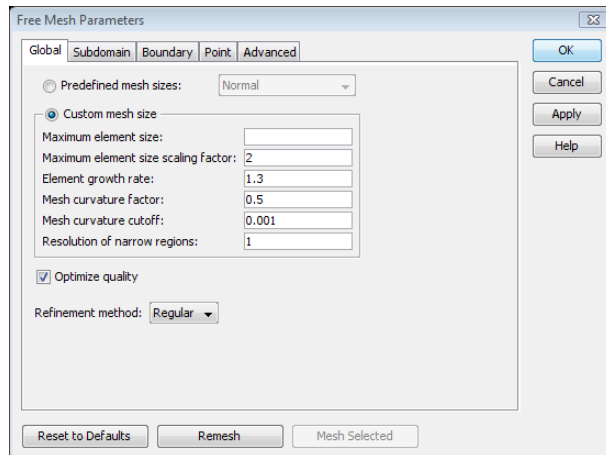 Free Mesh Parameters
Global Subdomain Boundary Point Advanced
OK
Predefined mesh sizes: Normal
Cancel
Custom mesh size
Apply
Maximum element size:
Help
Maximum element size scaling factor: 2
Element growth rate: 1.3
Mesh curvature factor: 0.5
Mesh curvature cutoff: 0.001
Resolution of narrow regions: 1
Optimize quality
Refinement method: Regular
Reset to Defaults Remesh Mesh Selected